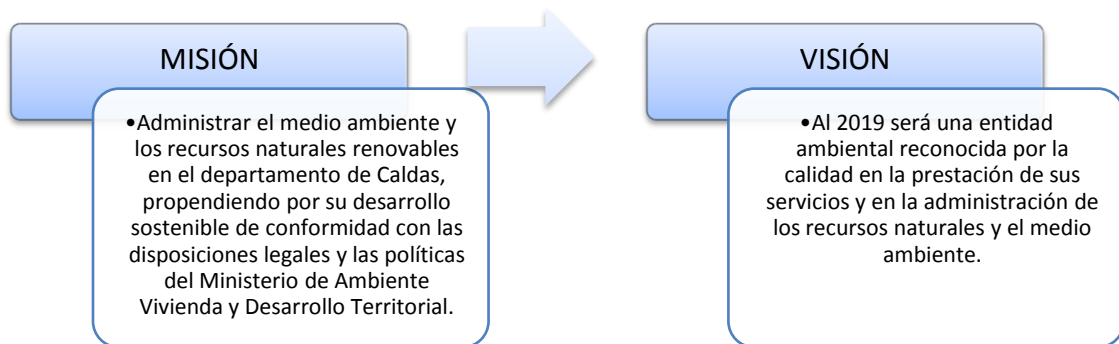 MISIÓN
•Administrar el medio ambiente y
los recursos naturales renovables
en el departamento de Caldas,
propendiendo por su desarrollo
sostenible de conformidad con las
disposiciones legales y las políticas
del Ministerio de Ambiente
Vivienda y Desarrollo Territorial.
VISIÓN
•Al 2019 será una entidad
ambiental reconocida por la
calidad en la prestación de sus
servicios y en la administración de
los recursos naturales y el medio
ambiente.